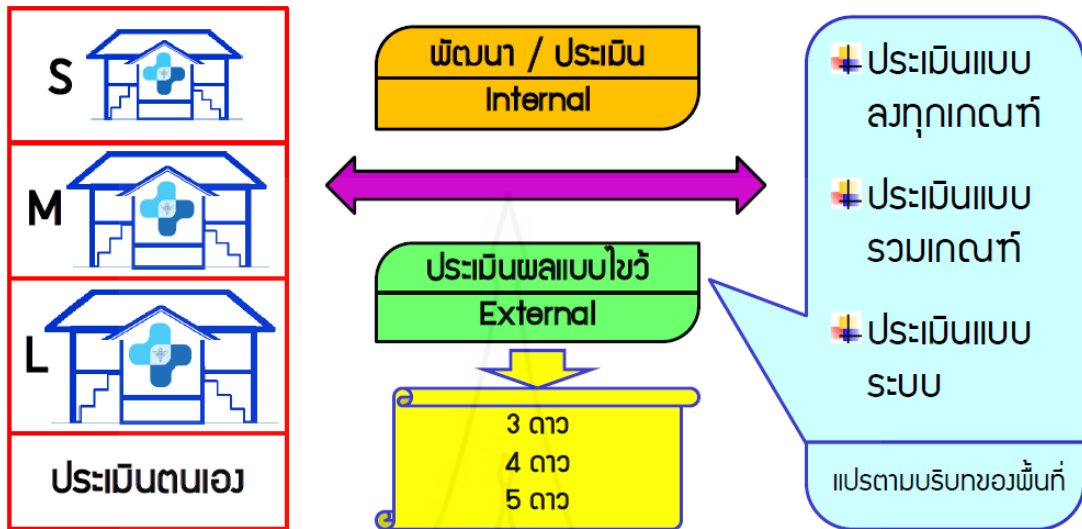 S
M
L
ประเมินตนเอง
พัฒนา / ประเมิน
Internal
ประเมินผลแบบไขว้
External
3 ดาว
4 ดาว
5 ดาว
ประเมินแบบ
ลงทุกเกณฑ์
ประเมินแบบ
รวมเกณฑ์
ประเมินแบบ
ระบบ
แปรตามบริบทของพื้นที่